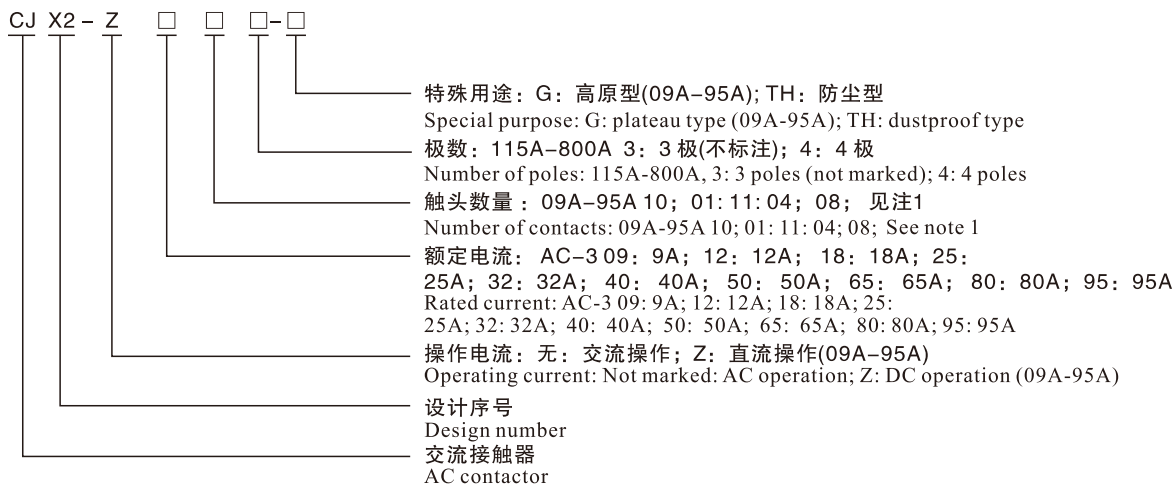 CJ X2-Z □ □ □-□
特殊用途：G：高原型(09A-95A); TH：防尘型
Special purpose: G: plateau type (09A-95A); TH: dustproof type
极数：115A-800A 3：3极(不标注)；4：4极
Number of poles: 115A-800A, 3: 3 poles (not marked); 4: 4 poles
触头数量：09A-95A 10；01: 11: 04；08； 见注1
Number of contacts: 09A-95A 10; 01: 11: 04; 08; See note 1
额定电流： AC-3 09：9A；12：12A； 18：18A；25：
25A；32：32A； 40： 40A； 50： 50A； 65： 65A； 80：80A；95：95A
Rated current: AC-3 09: 9A; 12: 12A; 18: 18A; 25:
25A; 32: 32A; 40: 40A; 50: 50A; 65: 65A; 80: 80A; 95: 95A
操作电流：无：交流操作；Z：直流操作(09A-95A)
Operating current: Not marked: AC operation; Z: DC operation (09A-95A)
设计序号
Design number
交流接触器
AC contactor